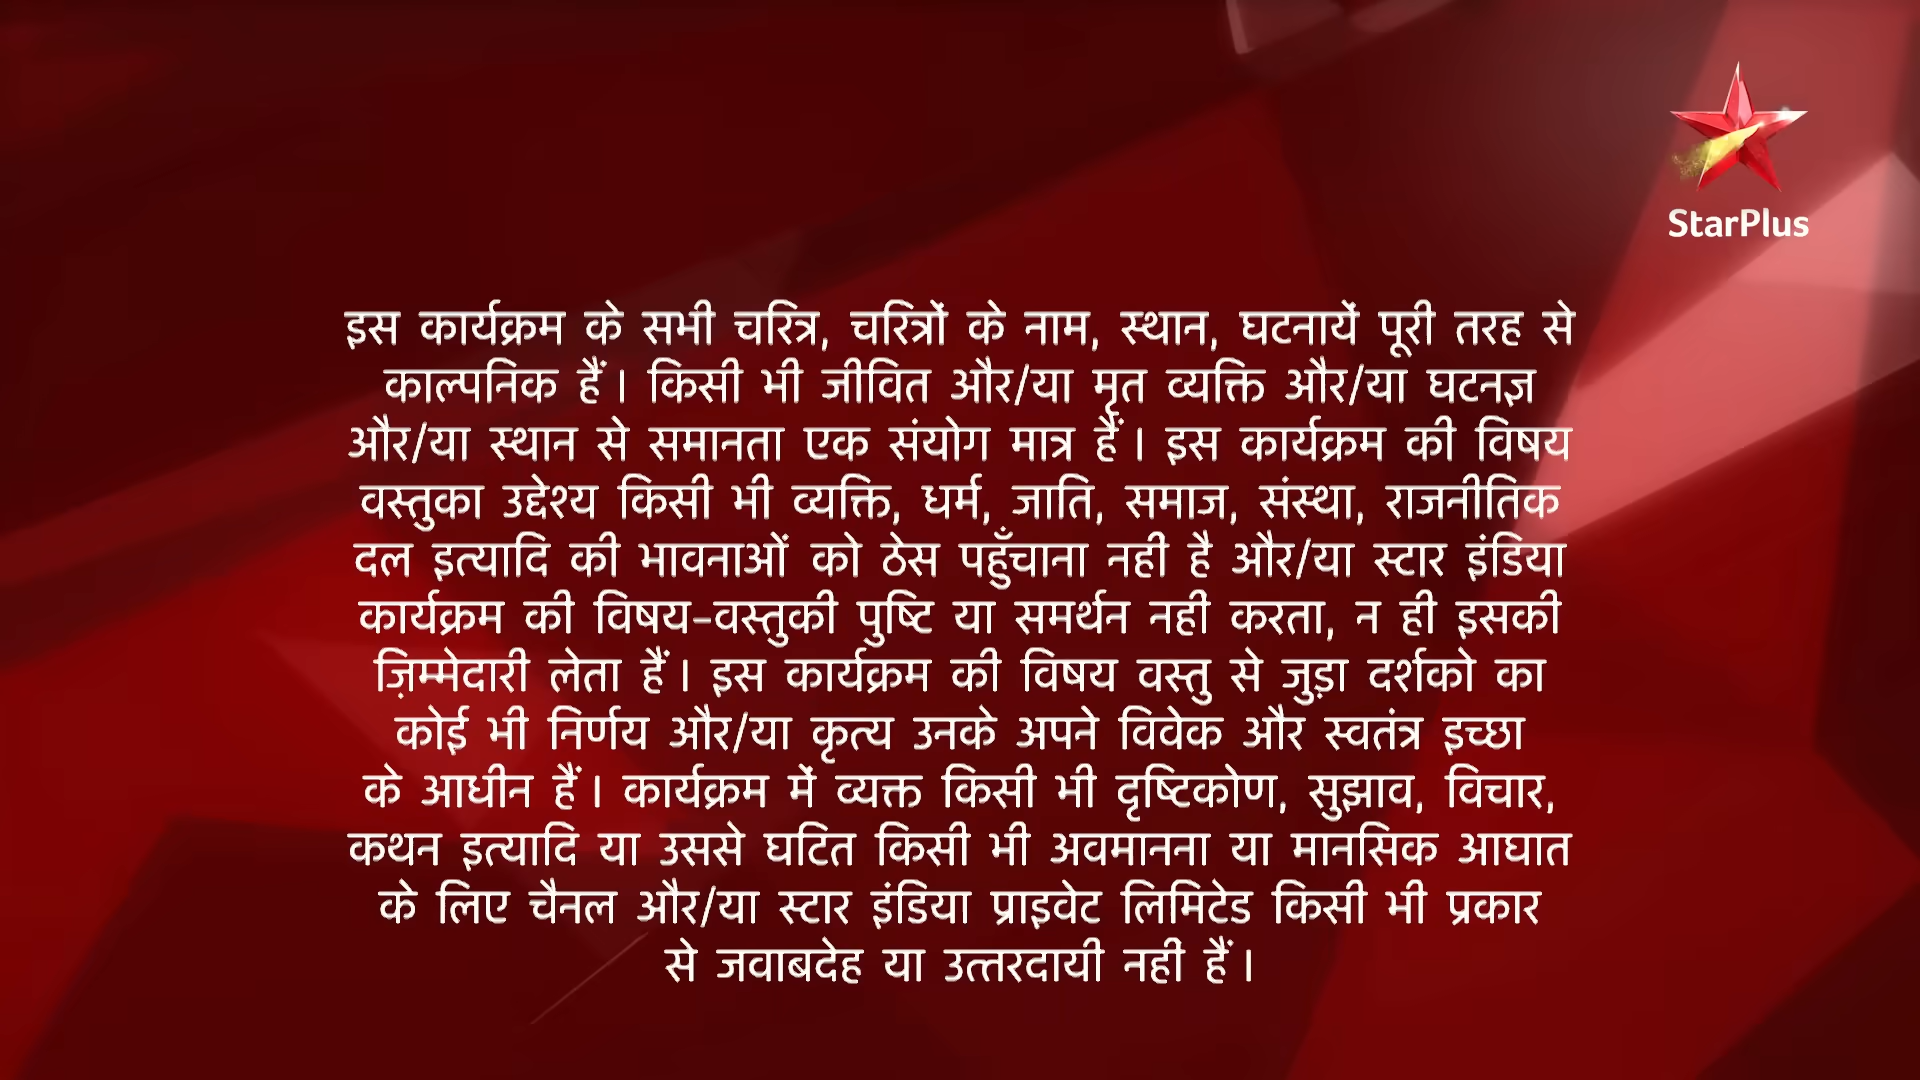 StarPlus
इस कार्यक्रम के सभी चरित्र, चरित्रों के नाम, स्थान, घटनायें पूरी तरह से
काल्पनिक हैं। किसी भी जीवित और/या मृत व्यक्ति और/या घटनज्ञ
और/या स्थान से समानता एक संयोग मात्र हैं। इस कार्यक्रम की विषय
वस्तुका उद्देश्य किसी भी व्यक्ति, धर्म, जाति, समाज, संस्था, राजनीतिक
दल इत्यादि की भावनाओं को ठेस पहुँचाना नही है और/या स्टार इंडिया
कार्यक्रम की विषय-वस्तुकी पुष्टि या समर्थन नही करता, न ही इसकी
ज़िम्मेदारी लेता हैं। इस कार्यक्रम की विषय वस्तु से जुड़ा दर्शको का
कोई भी निर्णय और/या कृत्य उनके अपने विवेक और स्वतंत्र इच्छा
के आधीन हैं। कार्यक्रम में व्यक्त किसी भी दृष्टिकोण, सुझाव, विचार,
कथन इत्यादि या उससे घटित किसी भी अवमानना या मानसिक आघात
के लिए चैनल और/या स्टार इंडिया प्राइवेट लिमिटेड किसी भी प्रकार
से जवाबदेह या उत्तरदायी नही हैं।